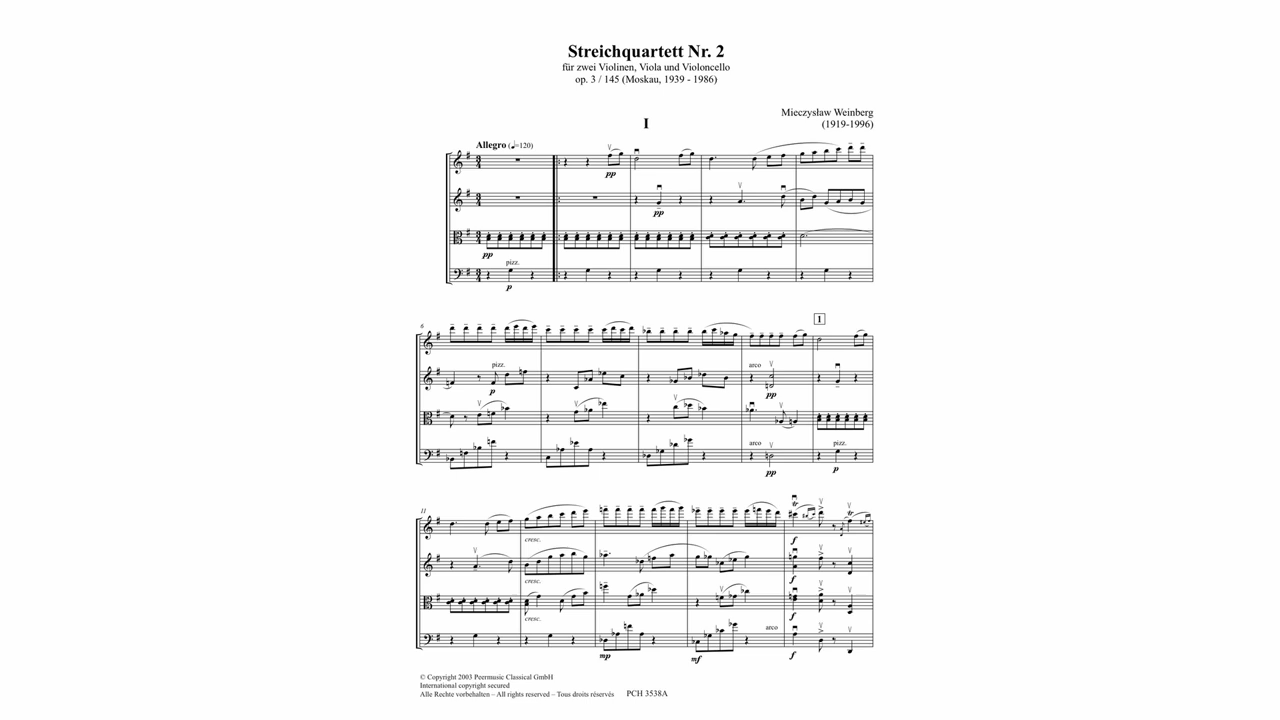 Streichquartett Nr. 2
für zwei Violinen, Viola und Violoncello
op. 3 / 145 (Moskau, 1939 - 1986)
Mieczysław Weinberg
(1919-1996)
I
Allegro (♩=120)
pp
pp
pp
pizz.
p
6
1
pizz.
p
arco
pp
arco
pp
pizz.
p
11
cresc.
cresc.
cresc.
mp
mf
arco
f
f
f
f
© Copyright 2003 Peermusic Classical GmbH
International copyright secured
Alle Rechte vorbehalten – All rights reserved – Tous droits réservés
PCH 3538A